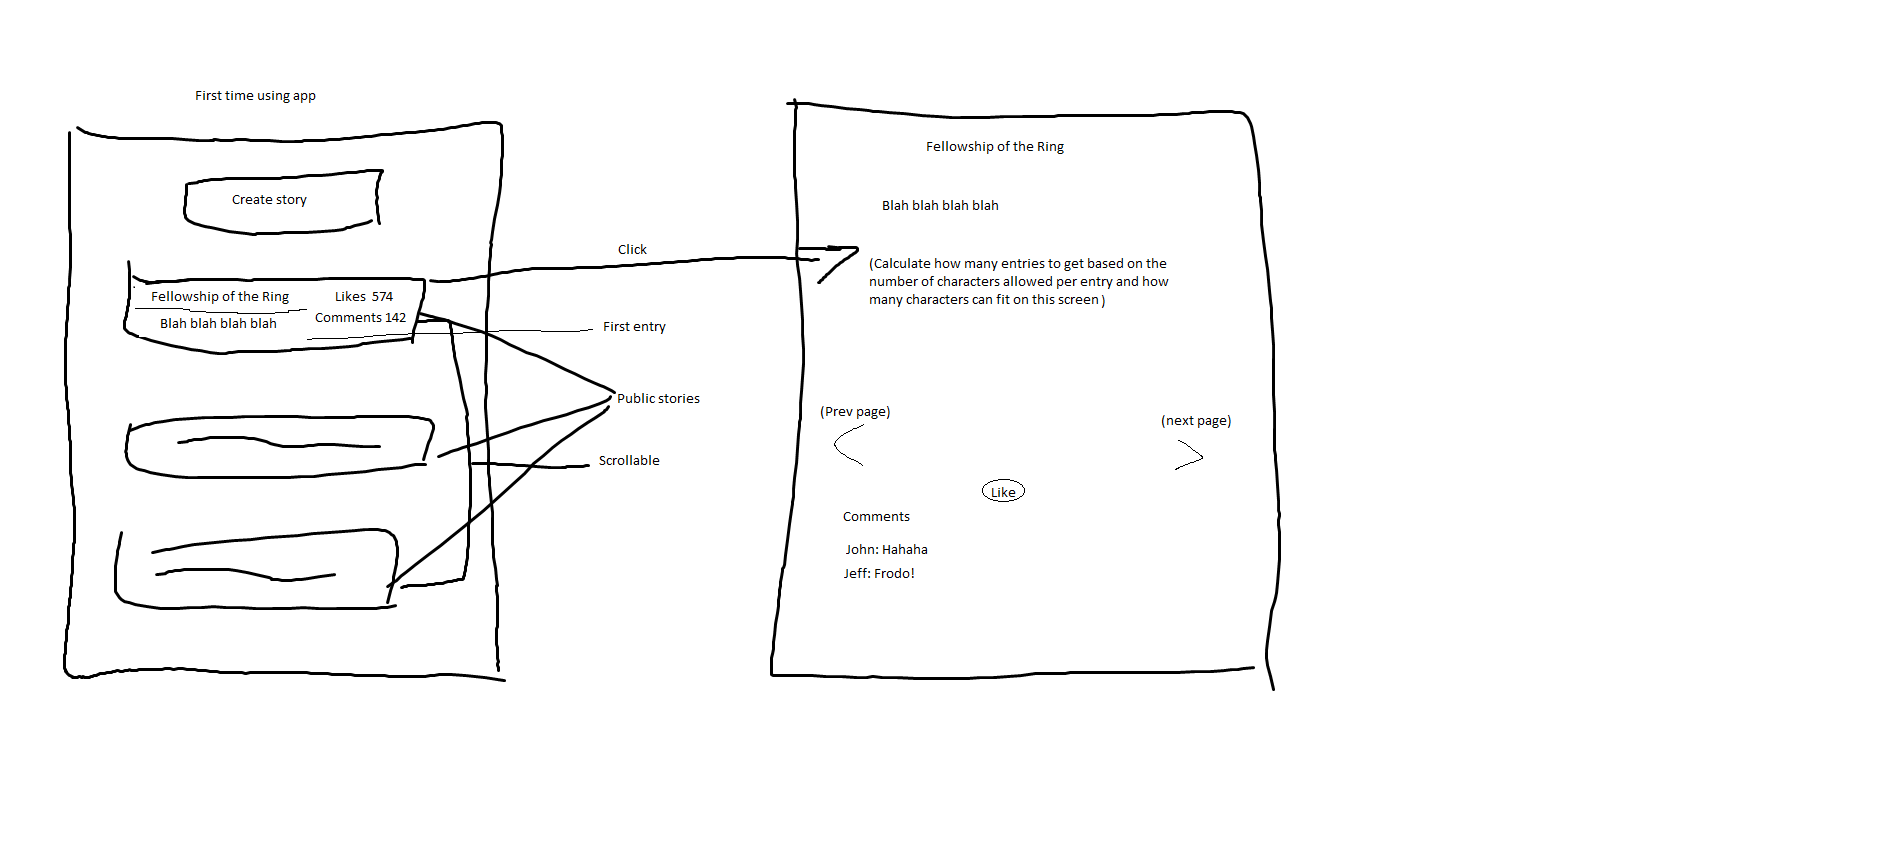 First time using app
Create story
Fellowship of the Ring
Likes 574
Comments 142
Blah blah blah blah
Click
First entry
Public stories
Scrollable
Fellowship of the Ring
Blah blah blah blah
(Calculate how many entries to get based on the
number of characters allowed per entry and how
many characters can fit on this screen)
(Prev page)
(next page)
Like
Comments
John: Hahaha
Jeff: Frodo!